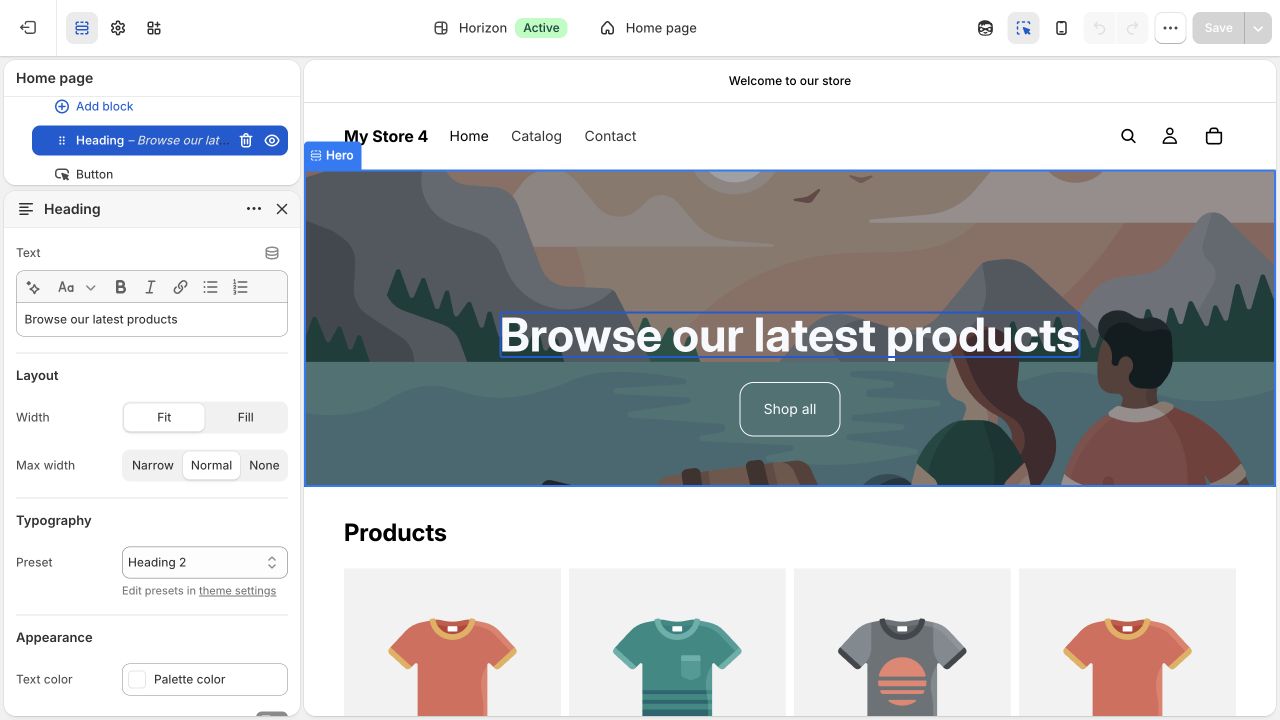 Horizon Active Home page Save
Home page
Add block
Heading – Browse our lat...
Button
Heading
Text
Aa
B I
Browse our latest products
Layout
Width Fit Fill
Max width Narrow Normal None
Typography
Preset Heading 2
Edit presets in theme settings
Appearance
Text color Palette color
Welcome to our store
My Store 4 Home Catalog Contact
Hero
Browse our latest products
Shop all
Products